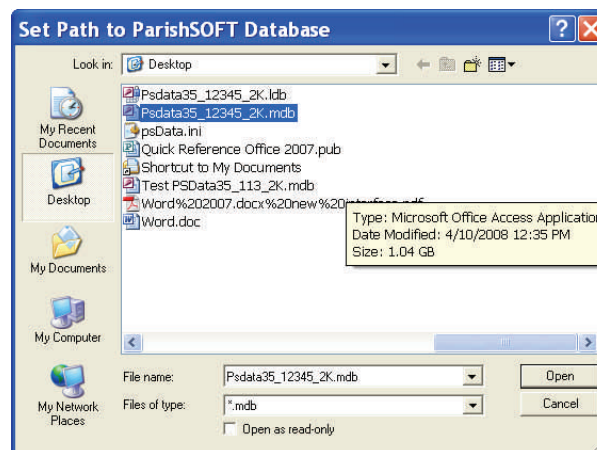 Set Path to ParishSOFT Database
Look in:
Desktop
My Recent
Documents
Desktop
My Documents
My Computer
My Network
Places
Psdata35_12345_2K.ldb
Psdata35_12345_2K.mdb
psData.ini
Quick Reference Office 2007.pub
Shortcut to My Documents
Test PSData35_113_2K.mdb
Word%202007.docx%20new%20interface.pdf
Word.doc
Type: Microsoft Office Access Application
Date Modified: 4/10/2008 12:35 PM
Size: 1.04 GB
File name:
Psdata35_12345_2K.mdb
Open
Files of type:
*.mdb
Cancel
Open as read-only